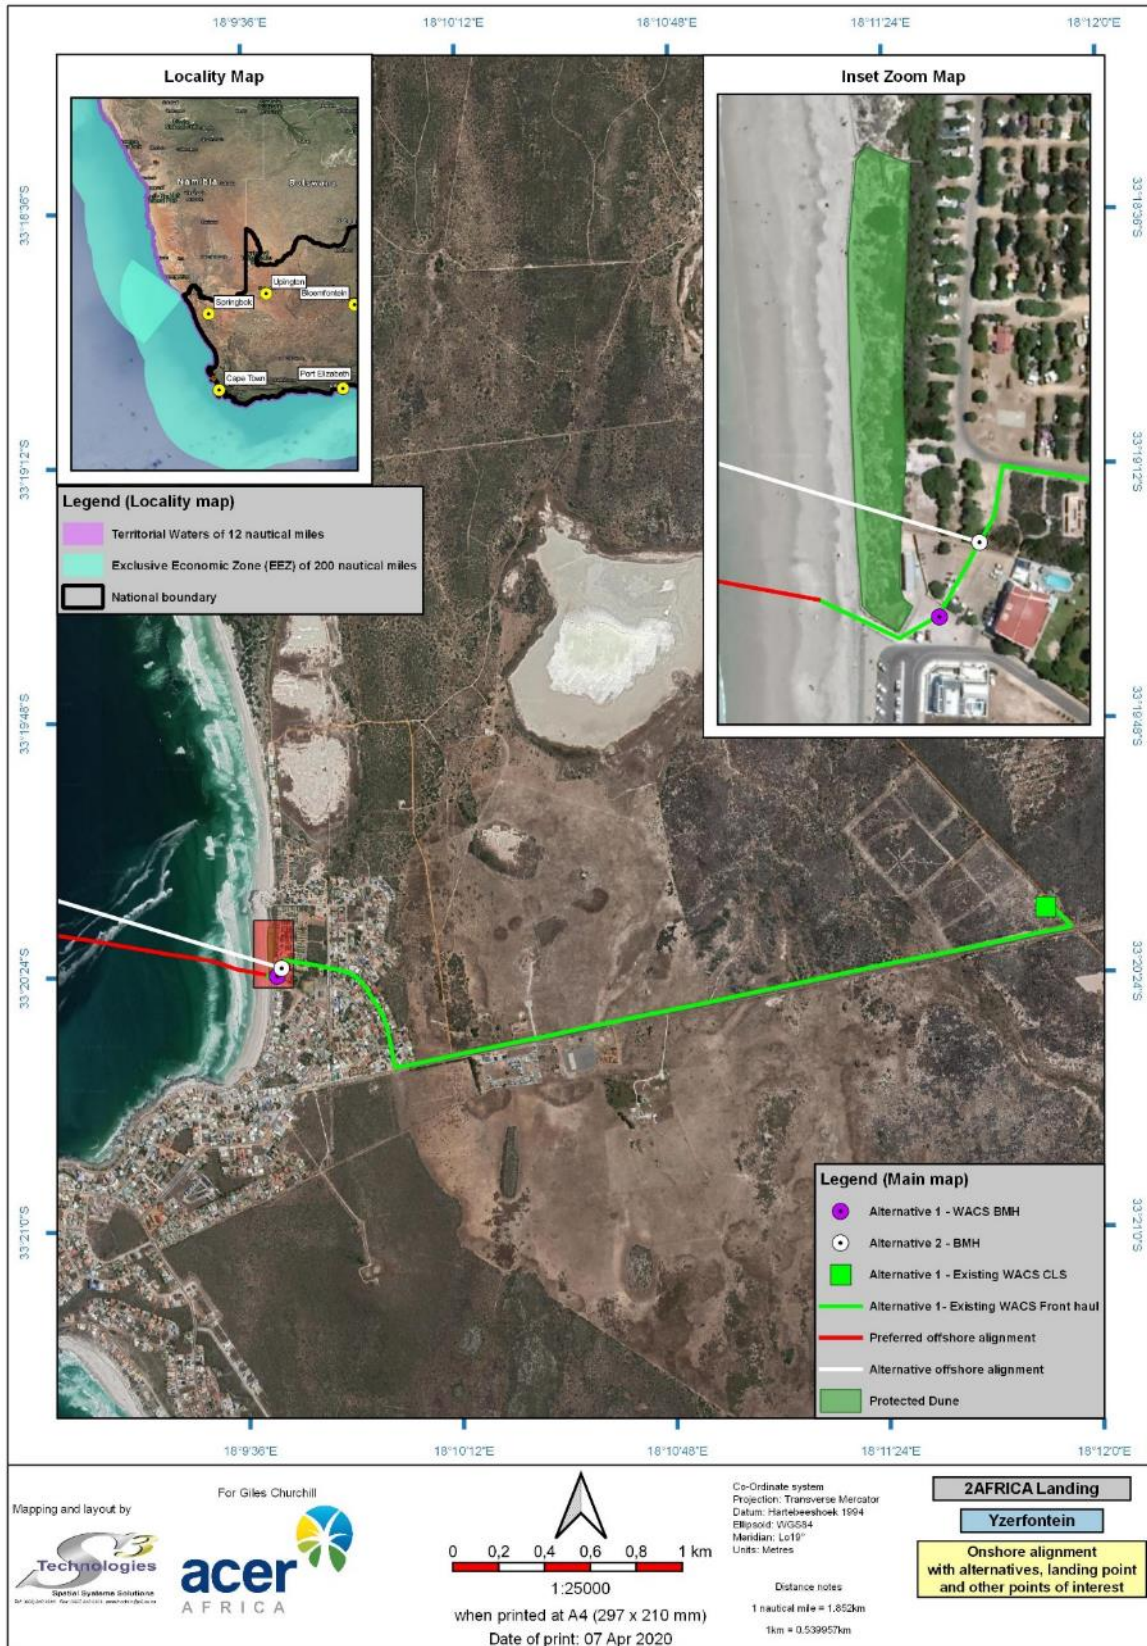 18°9'36"E
18°10'12"E
18°10'48"E
18°11'24"E
18°12'0"E
Locality Map
Namibia
Botswana
Upington
Springbok
Bloemfontein
Cape Town
Port Elizabeth
Legend (Locality map)
Territorial Waters of 12 nautical miles
Exclusive Economic Zone (EEZ) of 200 nautical miles
National boundary
Inset Zoom Map
33°18'36"S
33°19'12"S
33°19'48"S
33°20'24"S
33°21'0"S
33°18'36"S
33°19'12"S
33°19'48"S
33°20'24"S
33°21'0"S
Legend (Main map)
Alternative 1 - WACS BMH
Alternative 2 - BMH
Alternative 1 - Existing WACS CLS
Alternative 1- Existing WACS Front haul
Preferred offshore alignment
Alternative offshore alignment
Protected Dune
18°9'36"E
18°10'12"E
18°10'48"E
18°11'24"E
18°12'0"E
Mapping and layout by
S3
Technologies
Spatial Systems Solutions
For Giles Churchill
acer
AFRICA
0 0,2 0,4 0,6 0,8 1 km
1:25000
when printed at A4 (297 x 210 mm)
Date of print: 07 Apr 2020
Co-Ordinate system
Projection: Transverse Mercator
Datum: Hartebeeshoek 1994
Ellipsoid: WGS84
Meridian: Lo19°
Units: Metres
Distance notes
1 nautical mile = 1.852km
1km = 0.539957km
2AFRICA Landing
Yzerfontein
Onshore alignment
with alternatives, landing point
and other points of interest